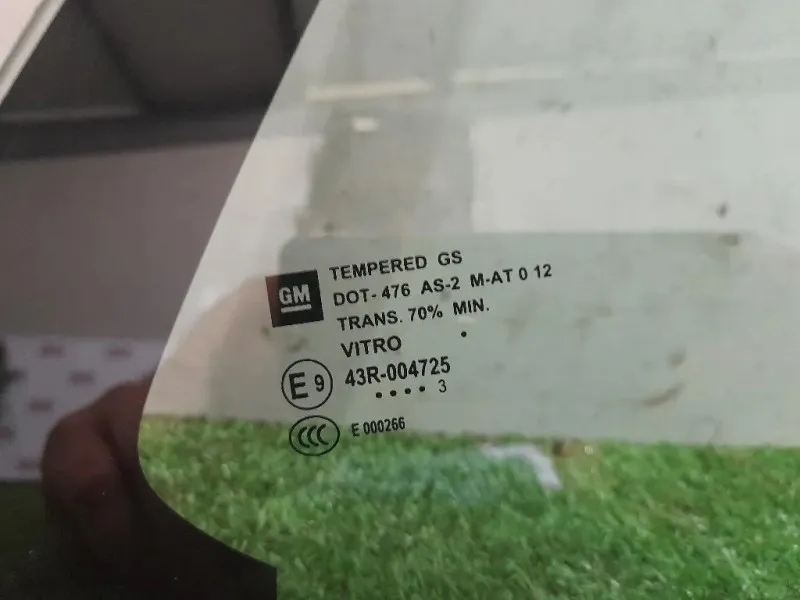 GM
TEMPERED GS
DOT-476 AS-2 M-AT 0 12
TRANS. 70% MIN.
VITRO
E 9 43R-004725
•••• 3
CCC E 000266